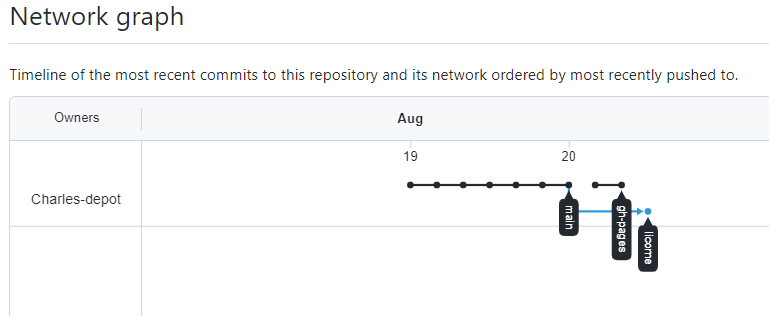 Network graph
Timeline of the most recent commits to this repository and its network ordered by most recently pushed to.
Owners
Aug
19
20
Charles-depot
main
gh-pages
licorne